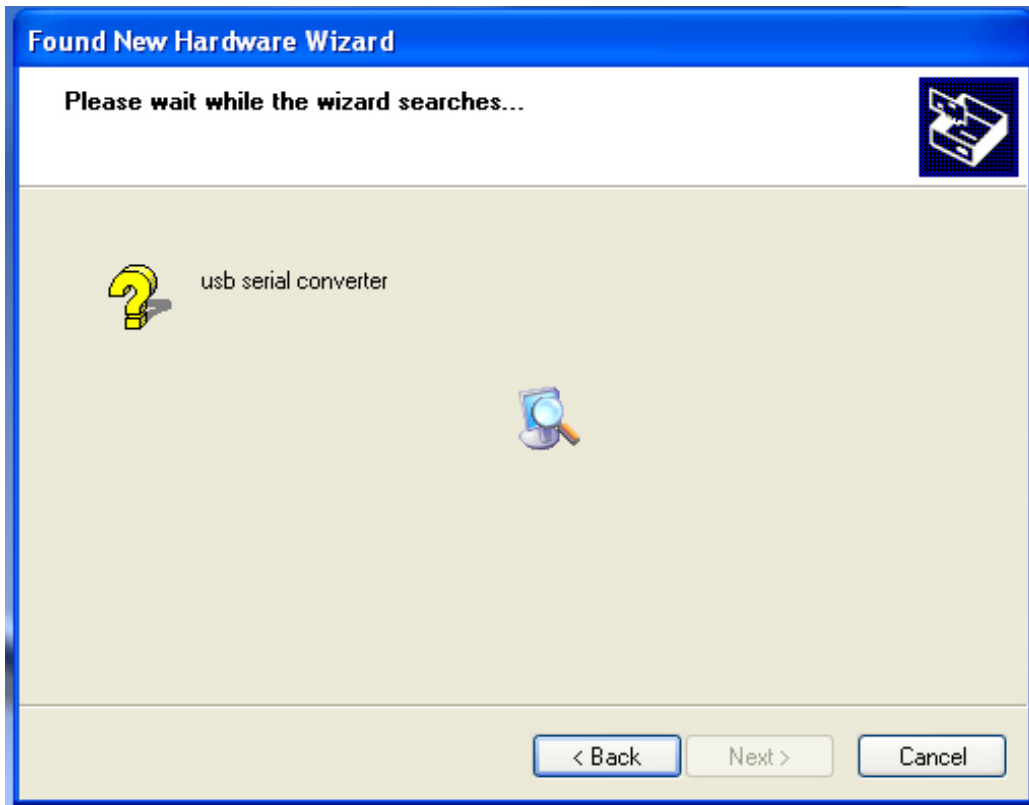 Found New Hardware Wizard
Please wait while the wizard searches...
usb serial converter
< Back
Next >
Cancel